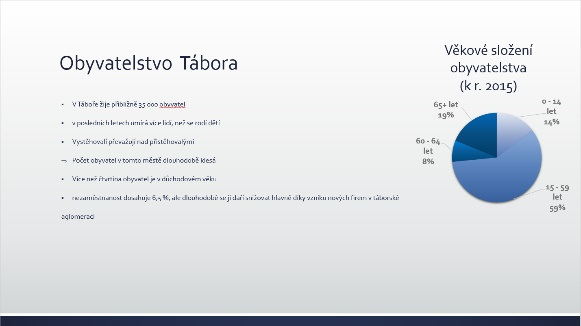 Obyvatelstvo Tábora
• V Táboře žije přibližně 35 000 obyvatel
• v posledních letech umírá více lidí, než se rodí dětí
• Vystěhovalí převažují nad přistěhovalými
¬ Počet obyvatel v tomto městě dlouhodobě klesá
• Více než čtvrtina obyvatel je v důchodovém věku
• nezaměstnanost dosahuje 6,5 %, ale dlouhodobě se jí daří snižovat hlavně díky vzniku nových firem v táborské
aglomeraci
Věkové složení
obyvatelstva
(k r. 2015)
0 - 14
let
14%
15 - 59
let
59%
60 - 64
let
8%
65+ let
19%